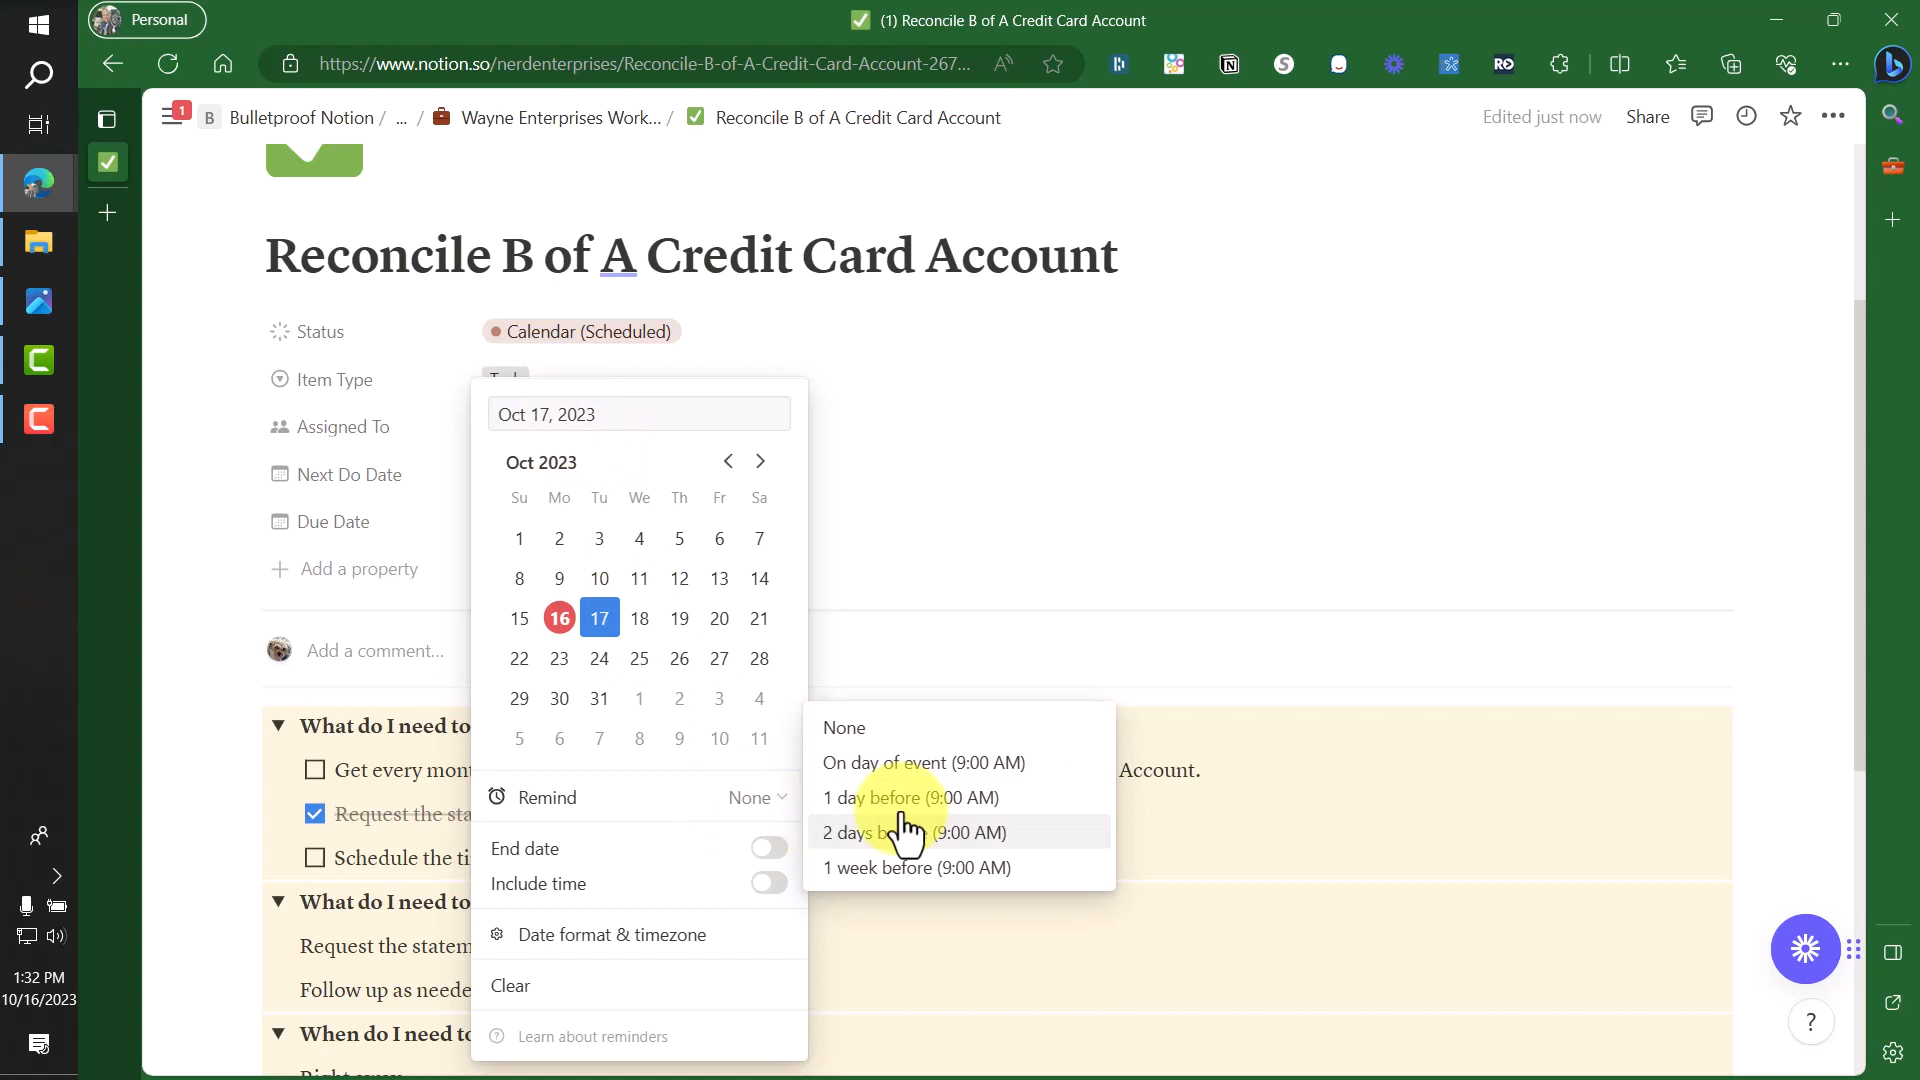 Personal
(1) Reconcile B of A Credit Card Account
https://www.notion.so/nerdenterprises/Reconcile-B-of-A-Credit-Card-Account-267...
1
B Bulletproof Notion / ... / Wayne Enterprises Work... / Reconcile B of A Credit Card Account
Edited just now Share
Reconcile B of A Credit Card Account
Status Calendar (Scheduled)
Item Type
Assigned To
Next Do Date
Due Date
Add a property
Add a comment...
Oct 17, 2023
Oct 2023
Su Mo Tu We Th Fr Sa
1 2 3 4 5 6 7
8 9 10 11 12 13 14
15 16 17 18 19 20 21
22 23 24 25 26 27 28
29 30 31 1 2 3 4
5 6 7 8 9 10 11
Remind None
End date
Include time
Date format & timezone
Clear
Learn about reminders
None
On day of event (9:00 AM)
1 day before (9:00 AM)
2 days (9:00 AM)
1 week before (9:00 AM)
What do I need to
Get every Account.
Request the
Schedule the
What do I need to
Request the
Follow up as
When do I need to
?
1:32 PM
10/16/2023